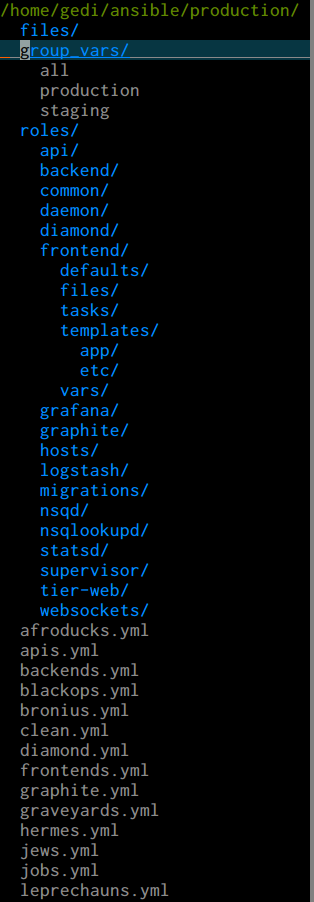 /home/gedi/ansible/production/
files/
group_vars/
all
production
staging
roles/
api/
backend/
common/
daemon/
diamond/
frontend/
defaults/
files/
tasks/
templates/
app/
etc/
vars/
grafana/
graphite/
hosts/
logstash/
migrations/
nsqd/
nsqlookupd/
statsd/
supervisor/
tier-web/
websockets/
afroducks.yml
apis.yml
backends.yml
blackops.yml
bronius.yml
clean.yml
diamond.yml
frontends.yml
graphite.yml
graveyards.yml
hermes.yml
jews.yml
jobs.yml
leprechauns.yml